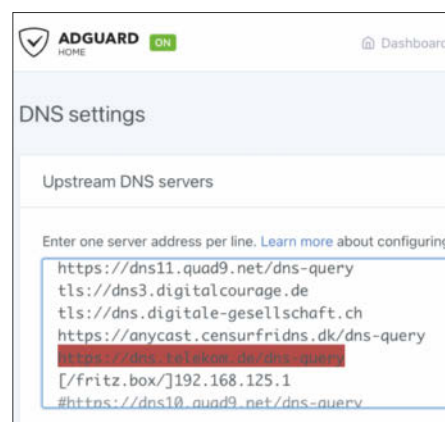 ADGUARD ON
HOME
Dashboard
DNS settings
Upstream DNS servers
Enter one server address per line. Learn more about configuring
https://dns11.quad9.net/dns-query
tls://dns3.digitalcourage.de
tls://dns.digitale-gesellschaft.ch
https://anycast.censurfridns.dk/dns-query
https://dns.telekom.de/dns-query
[/fritz.box/]192.168.125.1
#https://dns10.quad9.net/dns-query